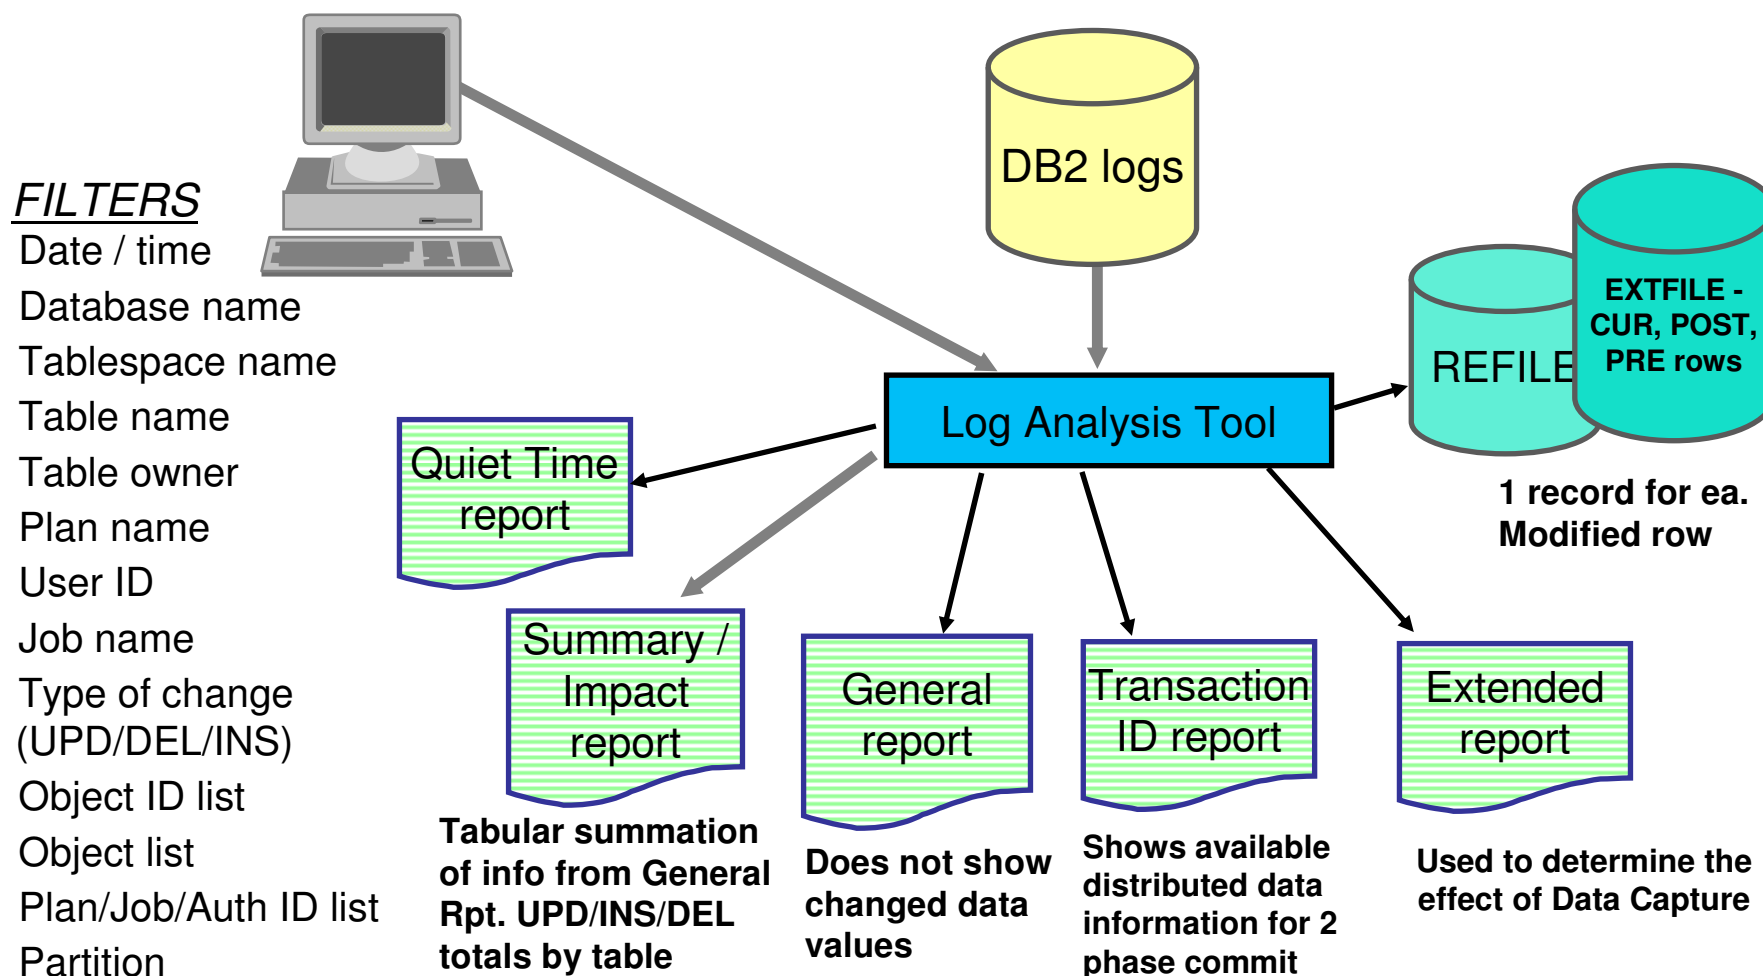 FILTERS
Date / time
Database name
Tablespace name
Table name
Table owner
Plan name
User ID
Job name
Type of change
(UPD/DEL/INS)
Object ID list
Object list
Plan/Job/Auth ID list
Partition
DB2 logs
Log Analysis Tool
REFILE
EXTFILE -
CUR, POST,
PRE rows
1 record for ea.
Modified row
Quiet Time
report
Summary /
Impact
report
Tabular summation
of info from General
Rpt. UPD/INS/DEL
totals by table
General
report
Does not show
changed data
values
Transaction
ID report
Shows available
distributed data
information for 2
phase commit
Extended
report
Used to determine the
effect of Data Capture